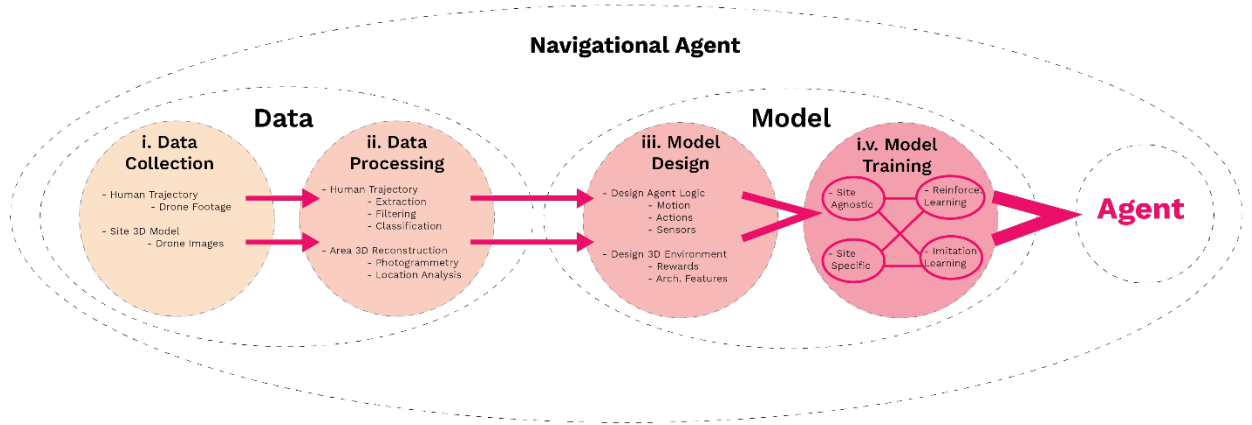 Navigational Agent
Data
i. Data
Collection
- Human Trajectory
- Drone Footage
- Site 3D Model
- Drone Images
ii. Data
Processing
- Human Trajectory
- Extraction
- Filtering
- Classification
- Area 3D Reconstruction
- Photogrammetry
- Location Analysis
Model
iii. Model
Design
- Design Agent Logic
- Motion
- Actions
- Sensors
- Design 3D Environment
- Rewards
- Arch. Features
i.v. Model
Training
- Site
Agnostic
- Reinforce.
Learning
- Site
Specific
- Imitation
Learning
Agent